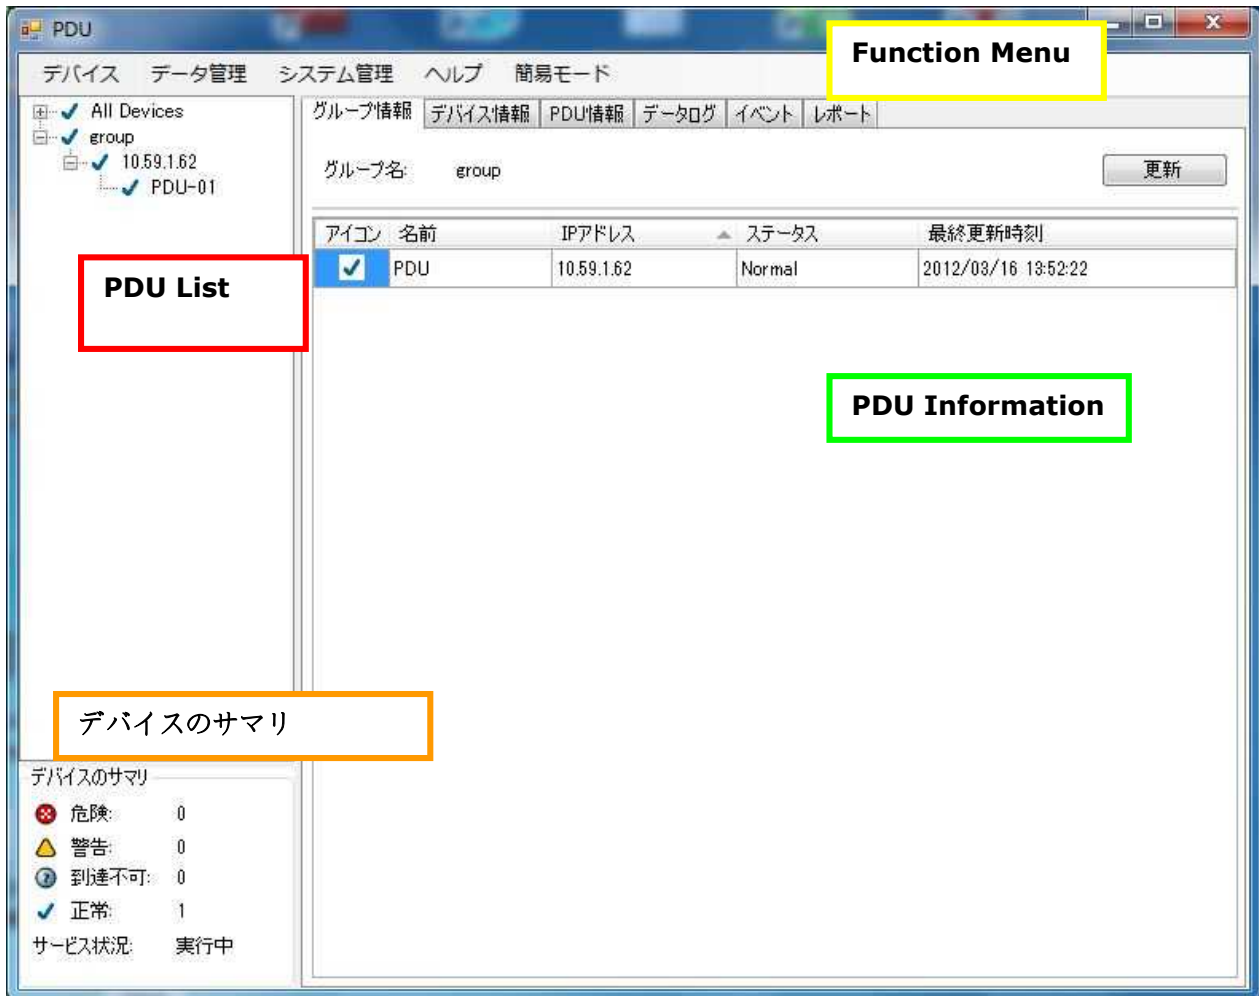 PDU
Function Menu
デバイス データ管理 システム管理 ヘルプ 簡易モード
All Devices
group
10.59.1.62
PDU-01
グループ情報 デバイス情報 PDU情報 データログ イベント レポート
グループ名: group 更新
アイコン 名前 IPアドレス ステータス 最終更新時刻
PDU 10.59.1.62 Normal 2012/03/16 13:52:22
PDU List
PDU Information
デバイスのサマリ
デバイスのサマリ
危険: 0
警告: 0
到達不可: 0
正常: 1
サービス状況: 実行中